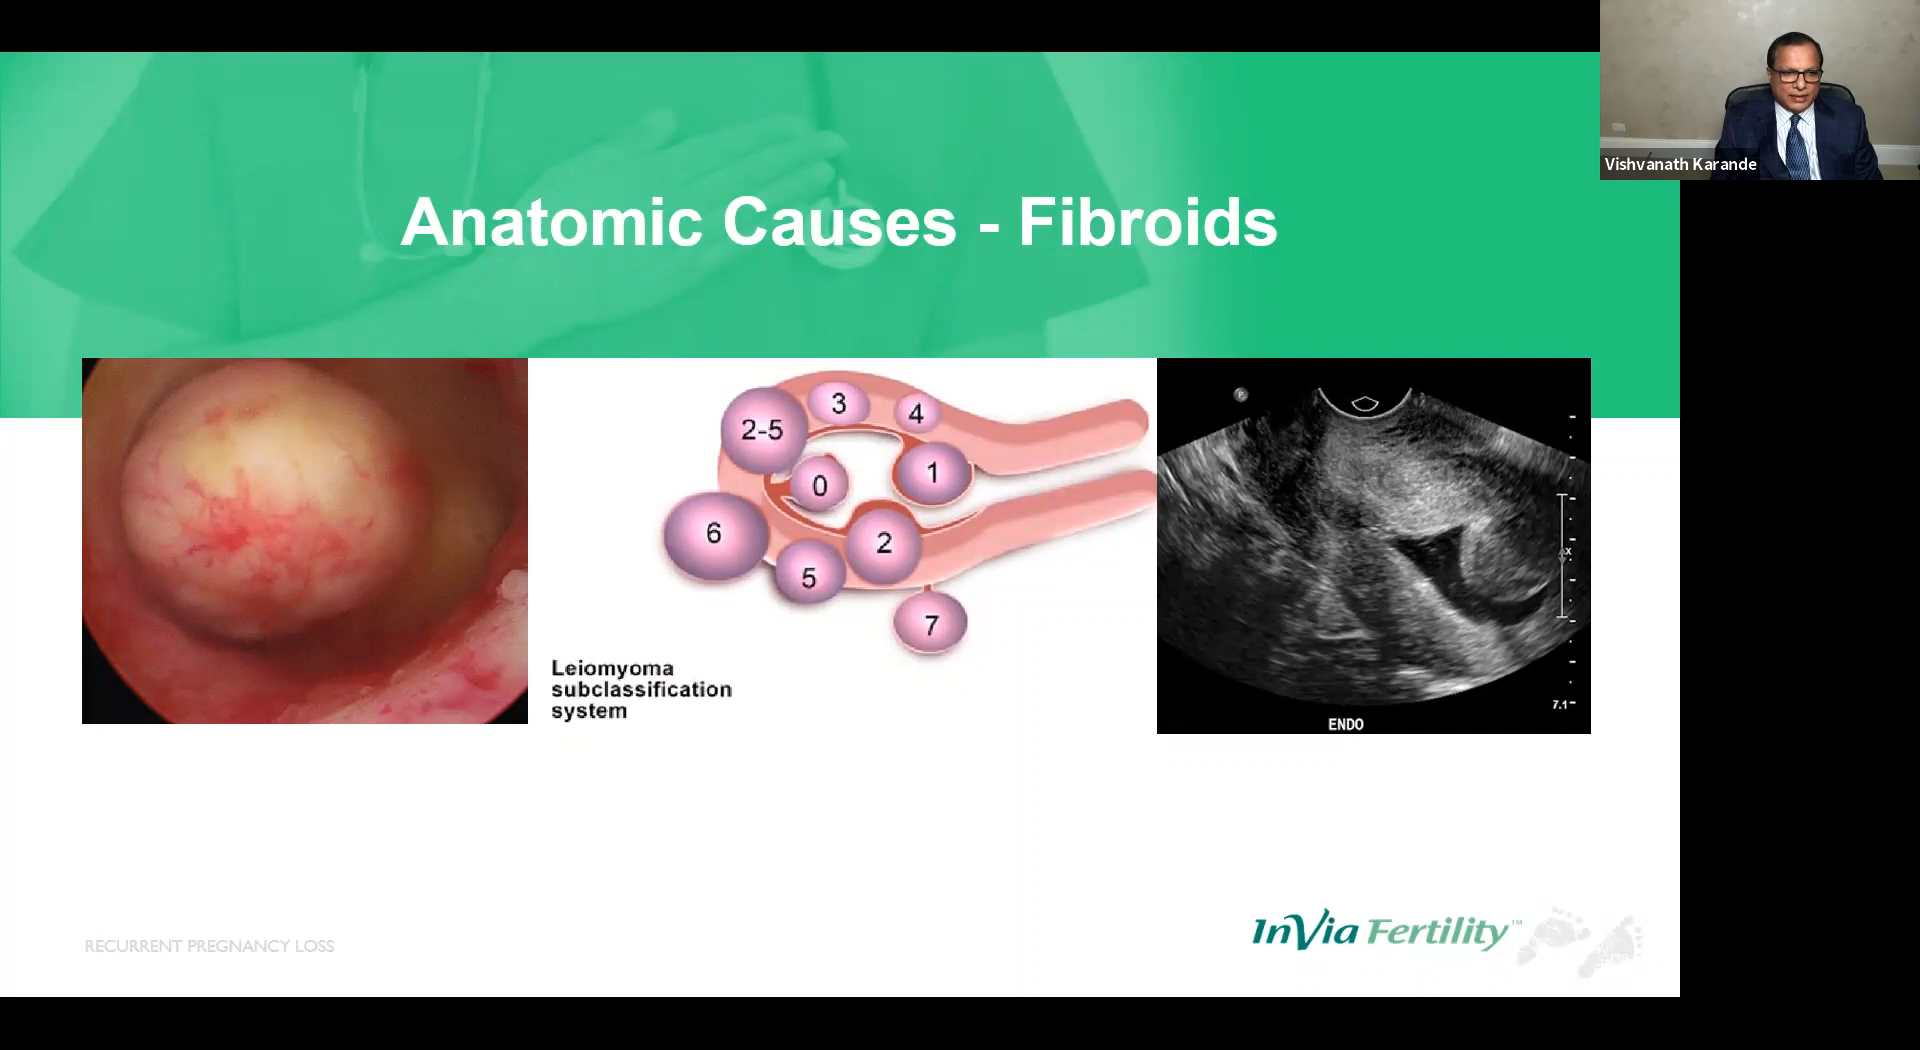 Vishvanath Karande
Anatomic Causes - Fibroids
3
4
2-5
1
0
6
2
5
7
Leiomyoma
subclassification
system
P
x
7.1
ENDO
RECURRENT PREGNANCY LOSS
InVia Fertility™